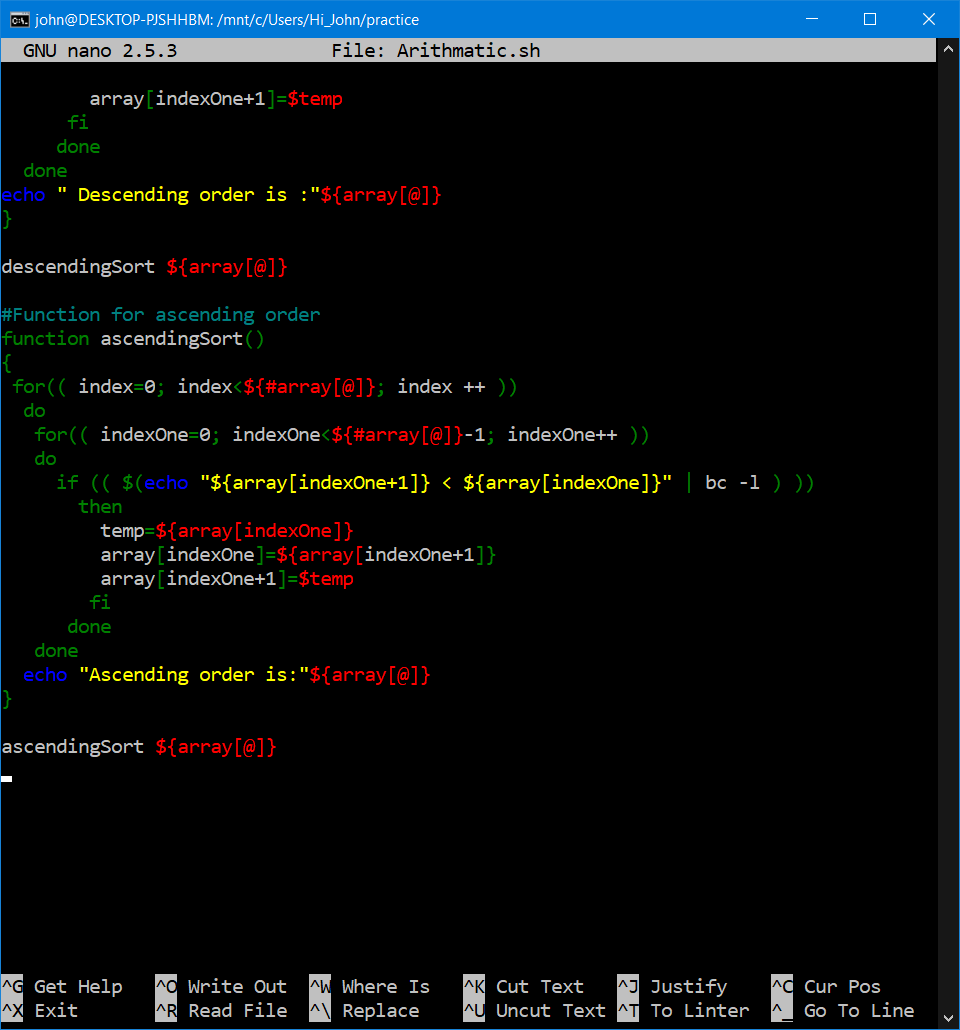 john@DESKTOP-PJSHHBM: /mnt/c/Users/Hi_John/practice
GNU nano 2.5.3 File: Arithmatic.sh
array[indexOne+1]=$temp
fi
done
done
echo " Descending order is :"${array[@]}
}
descendingSort ${array[@]}
#Function for ascending order
function ascendingSort()
{
for(( index=0; index<${#array[@]}; index ++ ))
do
for(( indexOne=0; indexOne<${#array[@]}-1; indexOne++ ))
do
if (( $(echo "${array[indexOne+1]} < ${array[indexOne]}" | bc -l ) ))
then
temp=${array[indexOne]}
array[indexOne]=${array[indexOne+1]}
array[indexOne+1]=$temp
fi
done
done
echo "Ascending order is:"${array[@]}
}
ascendingSort ${array[@]}
^G Get Help ^O Write Out ^W Where Is ^K Cut Text ^J Justify ^C Cur Pos
^X Exit ^R Read File ^\ Replace ^U Uncut Text ^T To Linter ^_ Go To Line